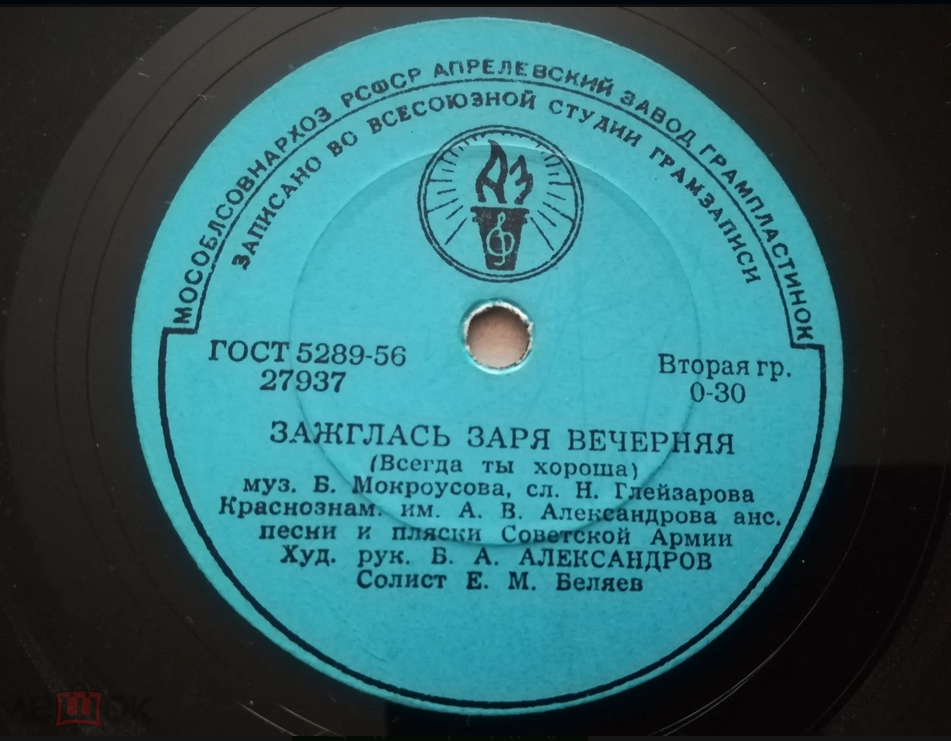 МОСОБЛСОВНАРХОЗ РСФСР АПРЕЛЕВСКИЙ ЗАВОД ГРАМПЛАСТИНОК
ЗАПИСАНО ВО ВСЕСОЮЗНОЙ СТУДИИ ГРАМЗАПИСИ
АЗ
ГОСТ 5289-56
27937
Вторая гр.
0-30
ЗАЖГЛАСЬ ЗАРЯ ВЕЧЕРНЯЯ
(Всегда ты хороша)
муз. Б. Мокроусова, сл. Н. Глейзарова
Краснознам. им. А. В. Александрова анс.
песни и пляски Советской Армии
Худ. рук. Б. А. АЛЕКСАНДРОВ
Солист Е. М. Беляев
мешок